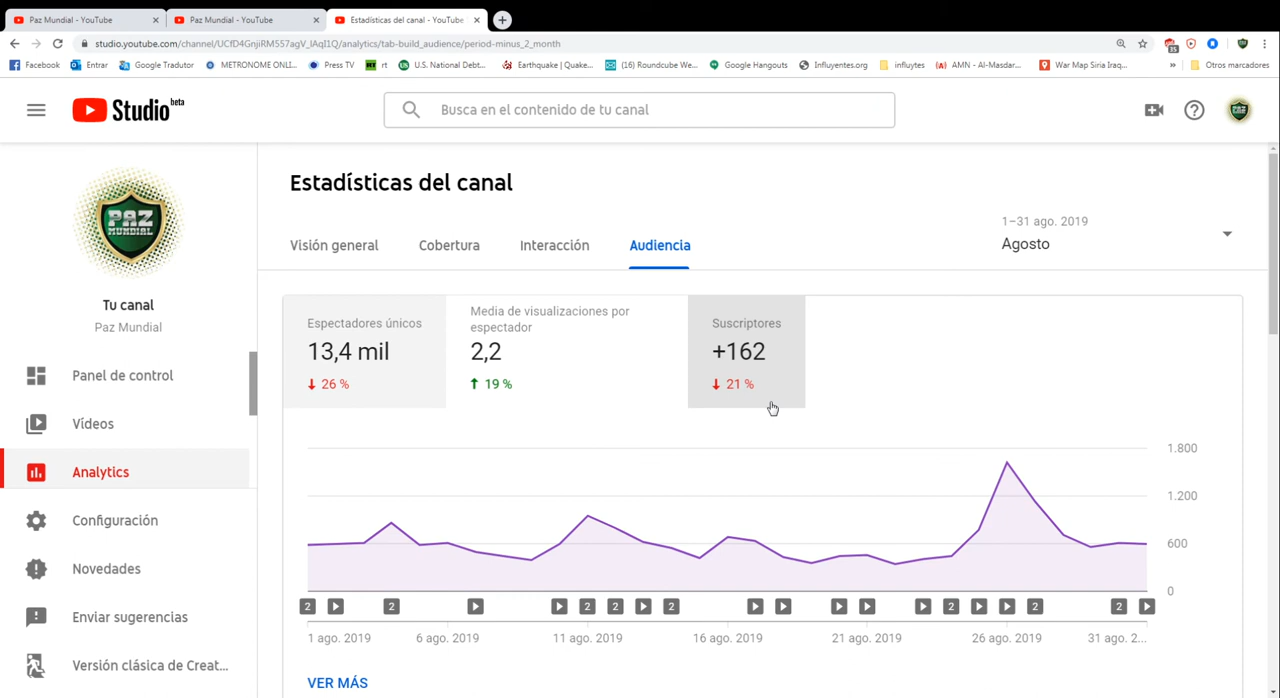 Paz Mundial - YouTube
Paz Mundial - YouTube
Estadísticas del canal - YouTube
studio.youtube.com/channel/UCfD4GnjiRM557agV_lAqI1Q/analytics/tab-build_audience/period-minus_2_month
Facebook Entrar Google Tradutor METRONOME ONLI... Press TV rt U.S. National Debt... Earthquake | Quake... (16) Roundcube We... Google Hangouts Influyentes.org influytes AMN - Al-Masdar... War Map Siria Iraq... » Otros marcadores
Studio beta
Busca en el contenido de tu canal
PAZ MUNDIAL
Tu canal
Paz Mundial
Panel de control
Vídeos
Analytics
Configuración
Novedades
Enviar sugerencias
Versión clásica de Creat...
Estadísticas del canal
Visión general Cobertura Interacción Audiencia
1–31 ago. 2019
Agosto
Espectadores únicos
13,4 mil
26 %
Media de visualizaciones por
espectador
2,2
19 %
Suscriptores
+162
21 %
1.800
1.200
600
0
2 2 2 2 2 2 2 2
1 ago. 2019 6 ago. 2019 11 ago. 2019 16 ago. 2019 21 ago. 2019 26 ago. 2019 31 ago. 2...
VER MÁS